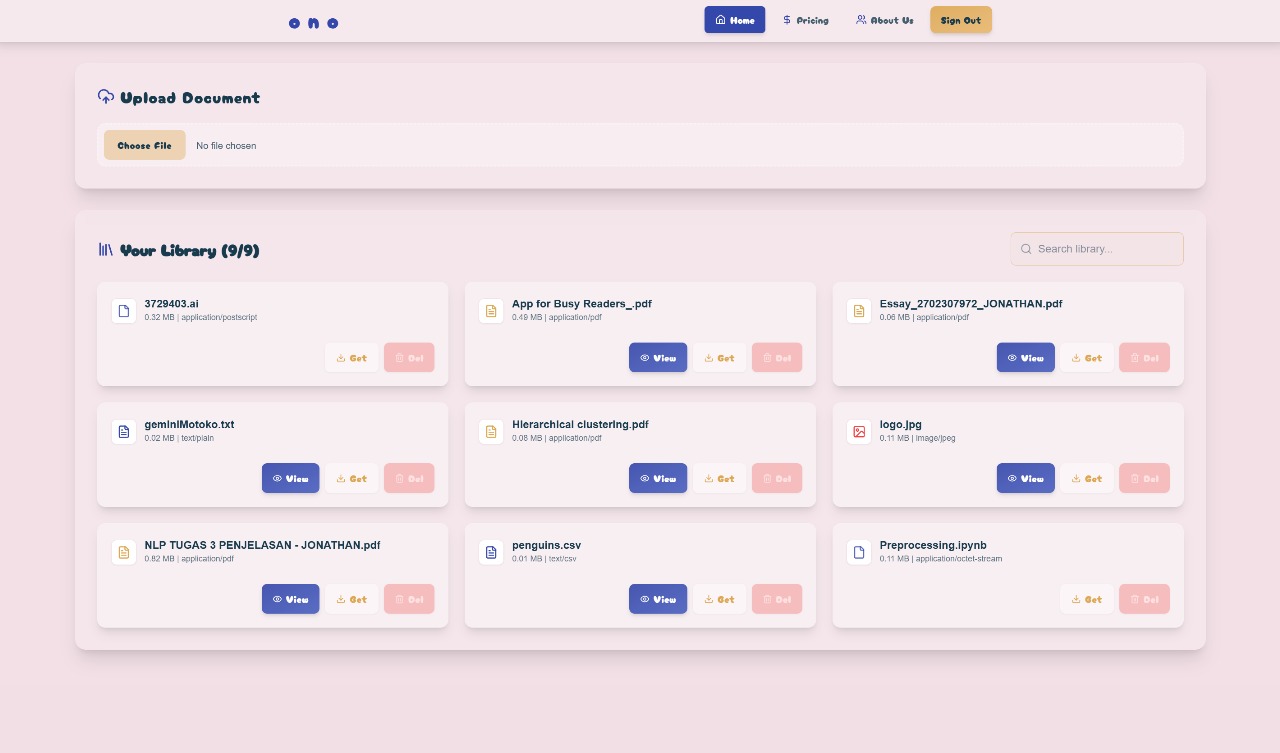 ono
Home
Pricing
About Us
Sign Out
Upload Document
Choose File
No file chosen
Your Library (9/9)
Search library...
3729403.ai
0.32 MB | application/postscript
Get
Del
App for Busy Readers_.pdf
0.49 MB | application/pdf
View
Get
Del
Essay_2702307972_JONATHAN.pdf
0.06 MB | application/pdf
View
Get
Del
geminiMotoko.txt
0.02 MB | text/plain
View
Get
Del
Hierarchical clustering.pdf
0.08 MB | application/pdf
View
Get
Del
logo.jpg
0.11 MB | image/jpeg
View
Get
Del
NLP TUGAS 3 PENJELASAN - JONATHAN.pdf
0.82 MB | application/pdf
View
Get
Del
penguins.csv
0.01 MB | text/csv
View
Get
Del
Preprocessing.ipynb
0.11 MB | application/octet-stream
Get
Del